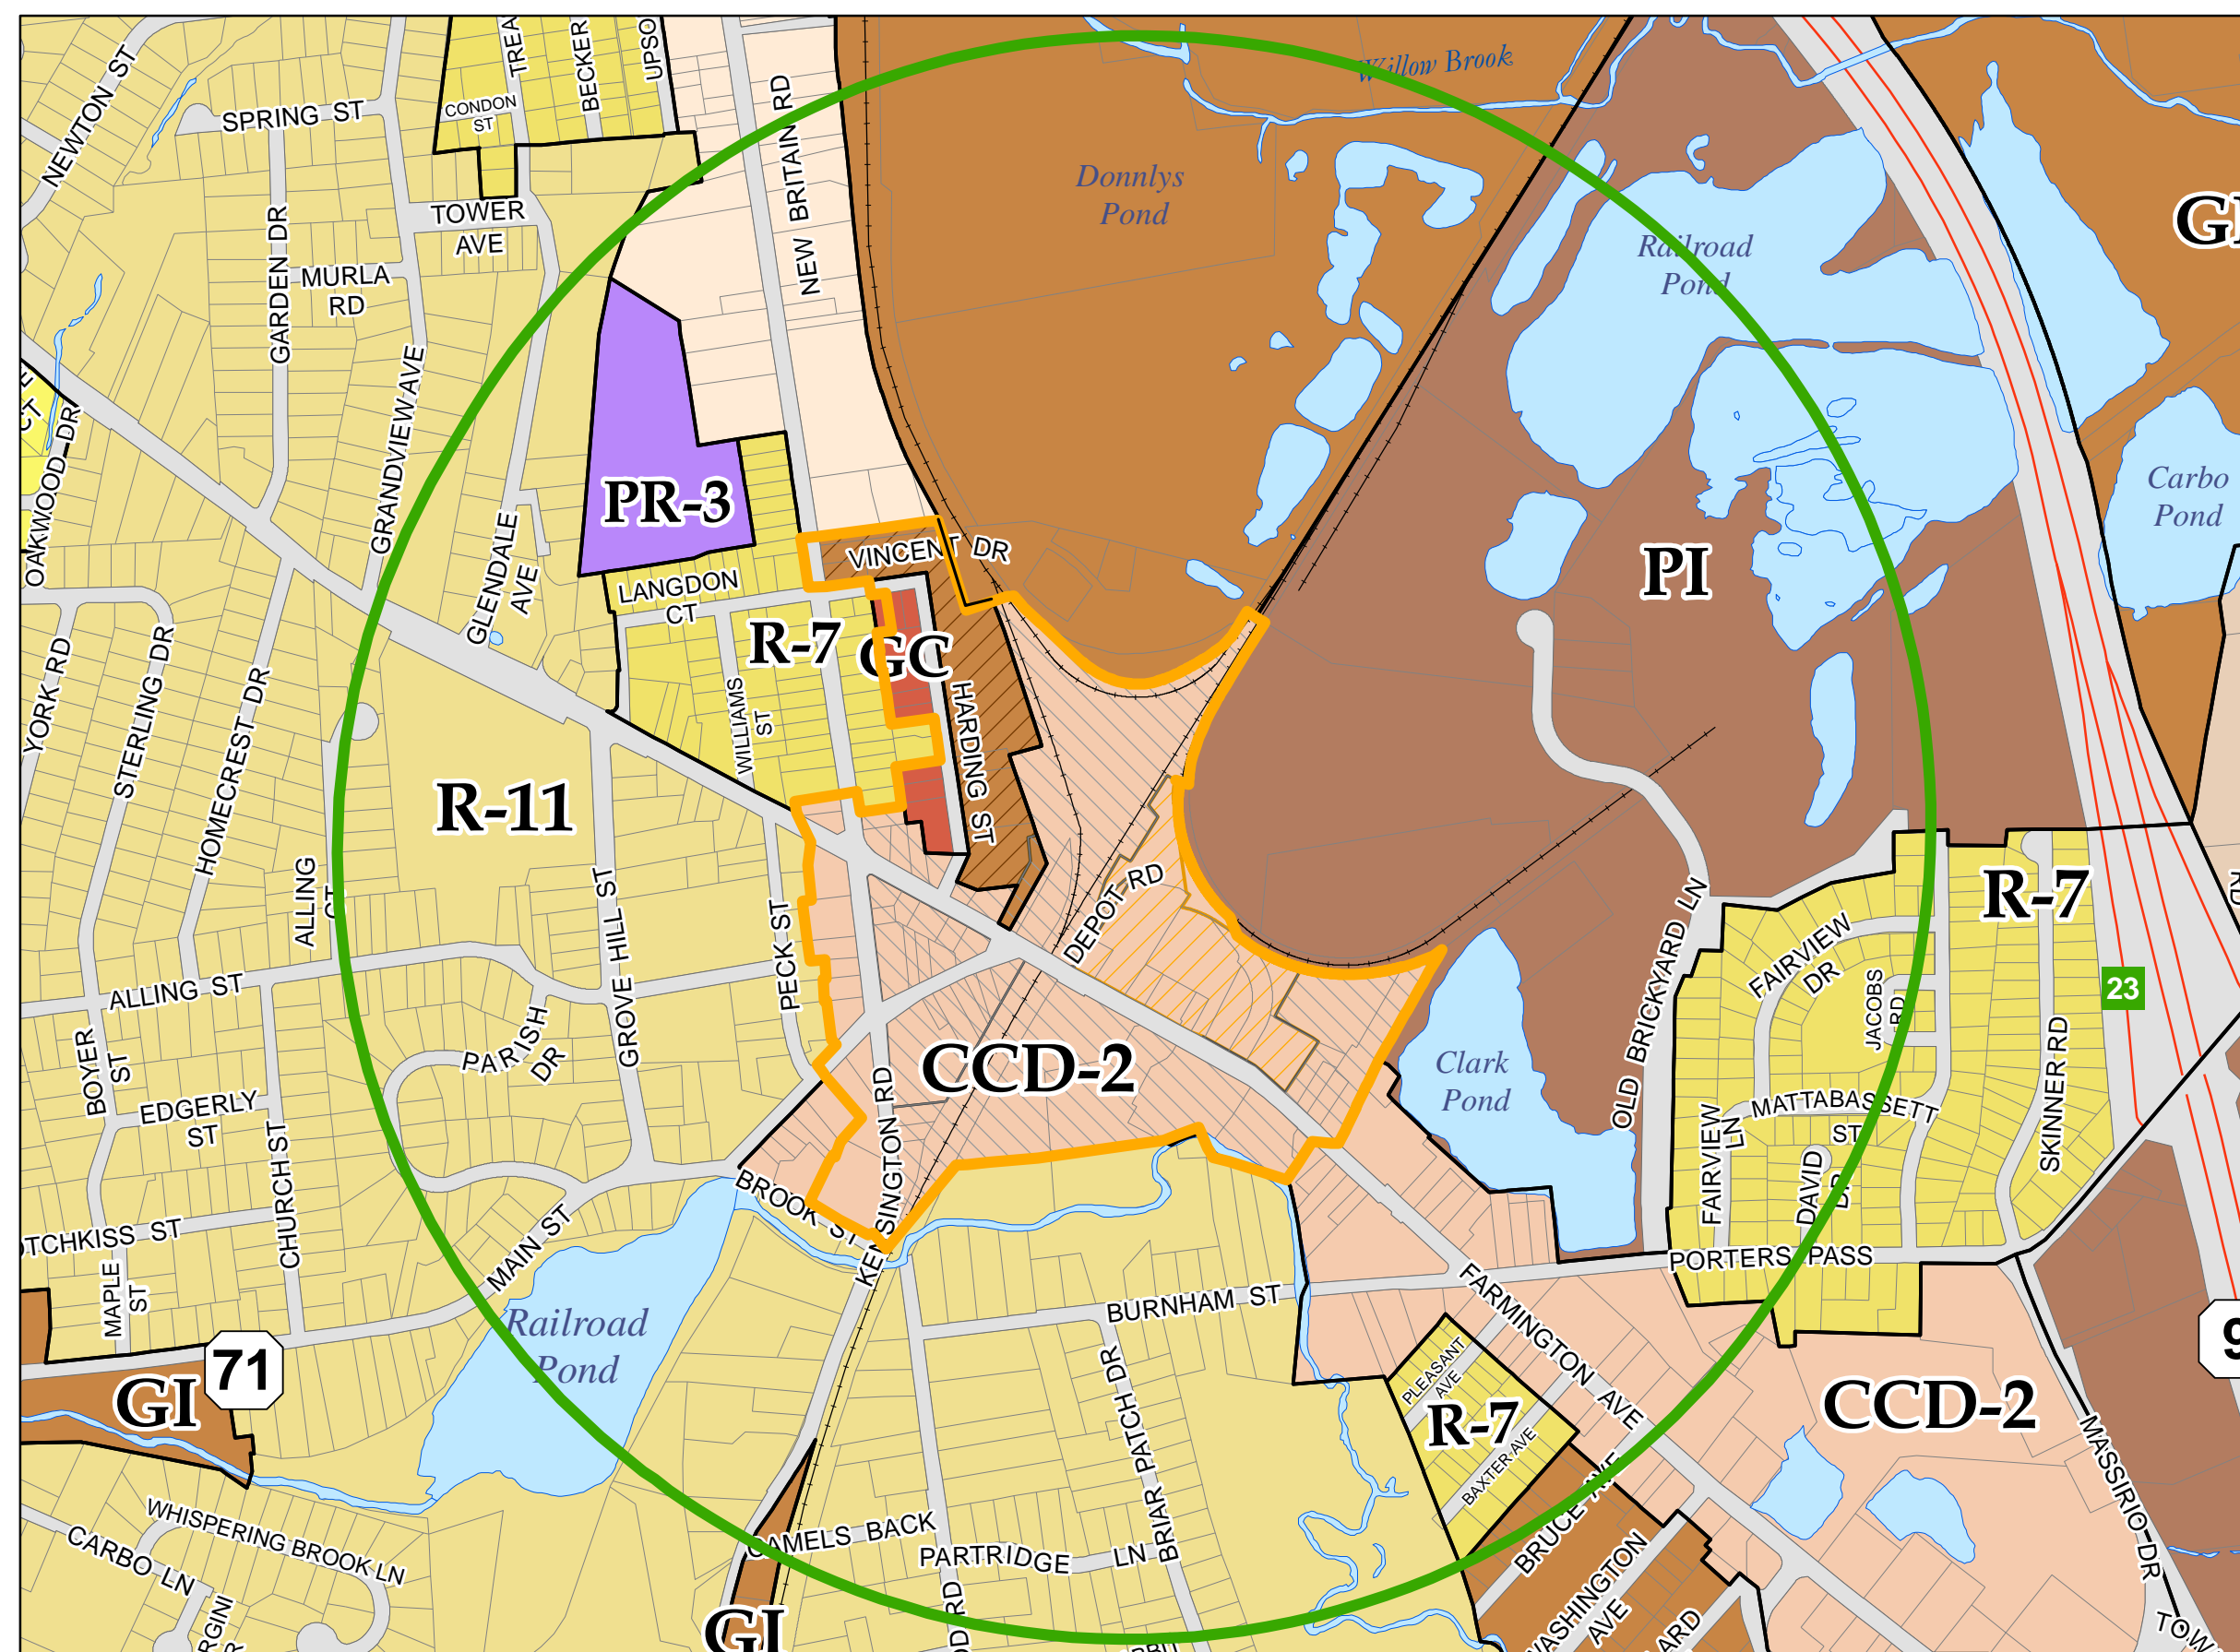 NEWTON ST
SPRING ST
TREA
CONDON
ST
BECKER
UPSO
NEW BRITAIN RD
Willow Brook
Donnlys
Pond
Railroad
Pond
GARDEN DR
TOWER
AVE
MURLA
RD
GRANDVIEW AVE
OAKWOOD DR
CT
PR-3
GLENDALE
AVE
LANGDON
CT
VINCENT DR
R-7
GC
PI
Carbo
Pond
YORK RD
STERLING DR
HOMECREST DR
WILLIAMS
ST
HARDING ST
R-11
ALLING
CT
GROVE HILL ST
PECK ST
DEPOT RD
R-7
FAIRVIEW
DR
JACOBS
RD
23
OLD BRICKYARD LN
SKINNER RD
ALLING ST
BOYER
ST
PARISH
DR
EDGERLY
ST
CHURCH ST
CCD-2
Clark
Pond
KENSINGTON RD
MATTABASSETT
ST
FAIRVIEW
LN
DAVID
DR
BROOK ST
OTCHKISS ST
MAPLE
ST
MAIN ST
PORTERS PASS
BURNHAM ST
FARMINGTON AVE
Railroad
Pond
71
GI
BRIAR PATCH DR
PLEASANT
AVE
R-7
BAXTER AVE
CCD-2
9
MASSIRIO DR
BRUCE AVE
WASHINGTON
AVE
WHISPERING BROOK LN
CARBO LN
CAMELS BACK
PARTRIDGE LN
GI
RD